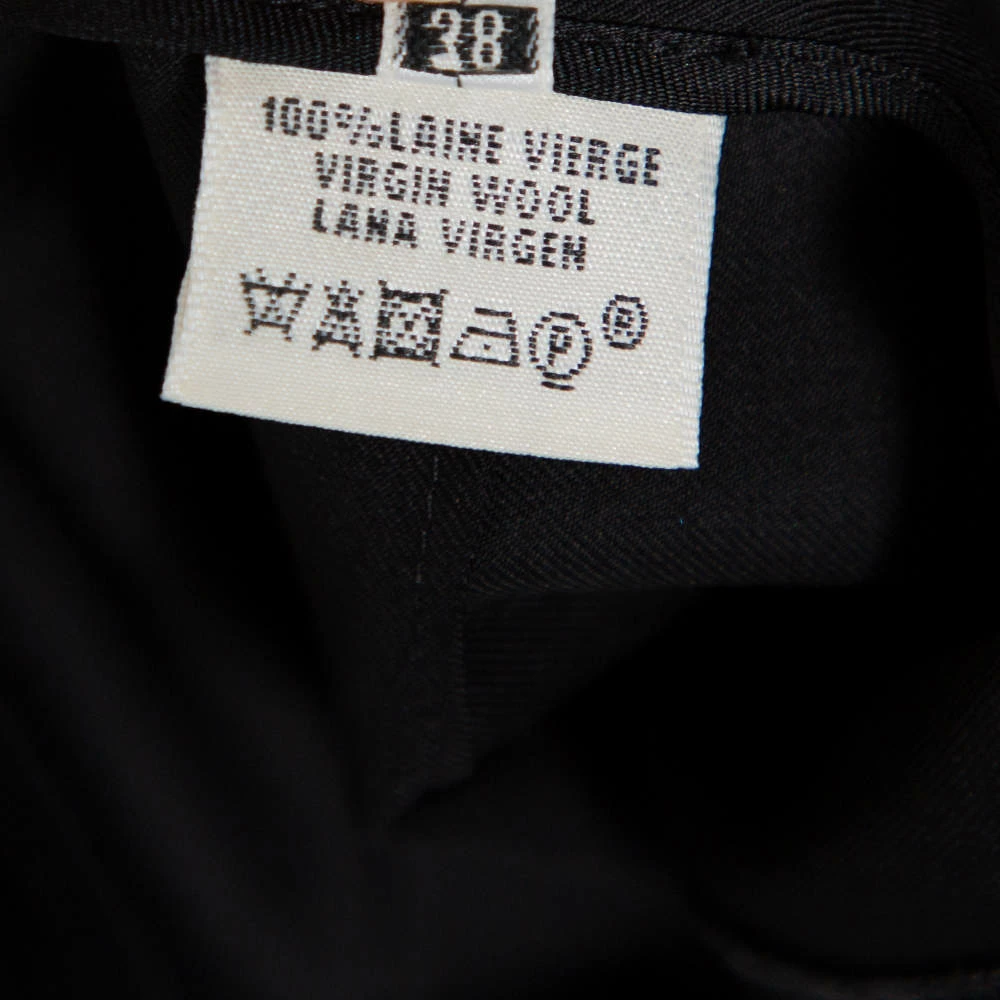 38
100% LAINE VIERGE
VIRGIN WOOL
LANA VIRGEN
P ®